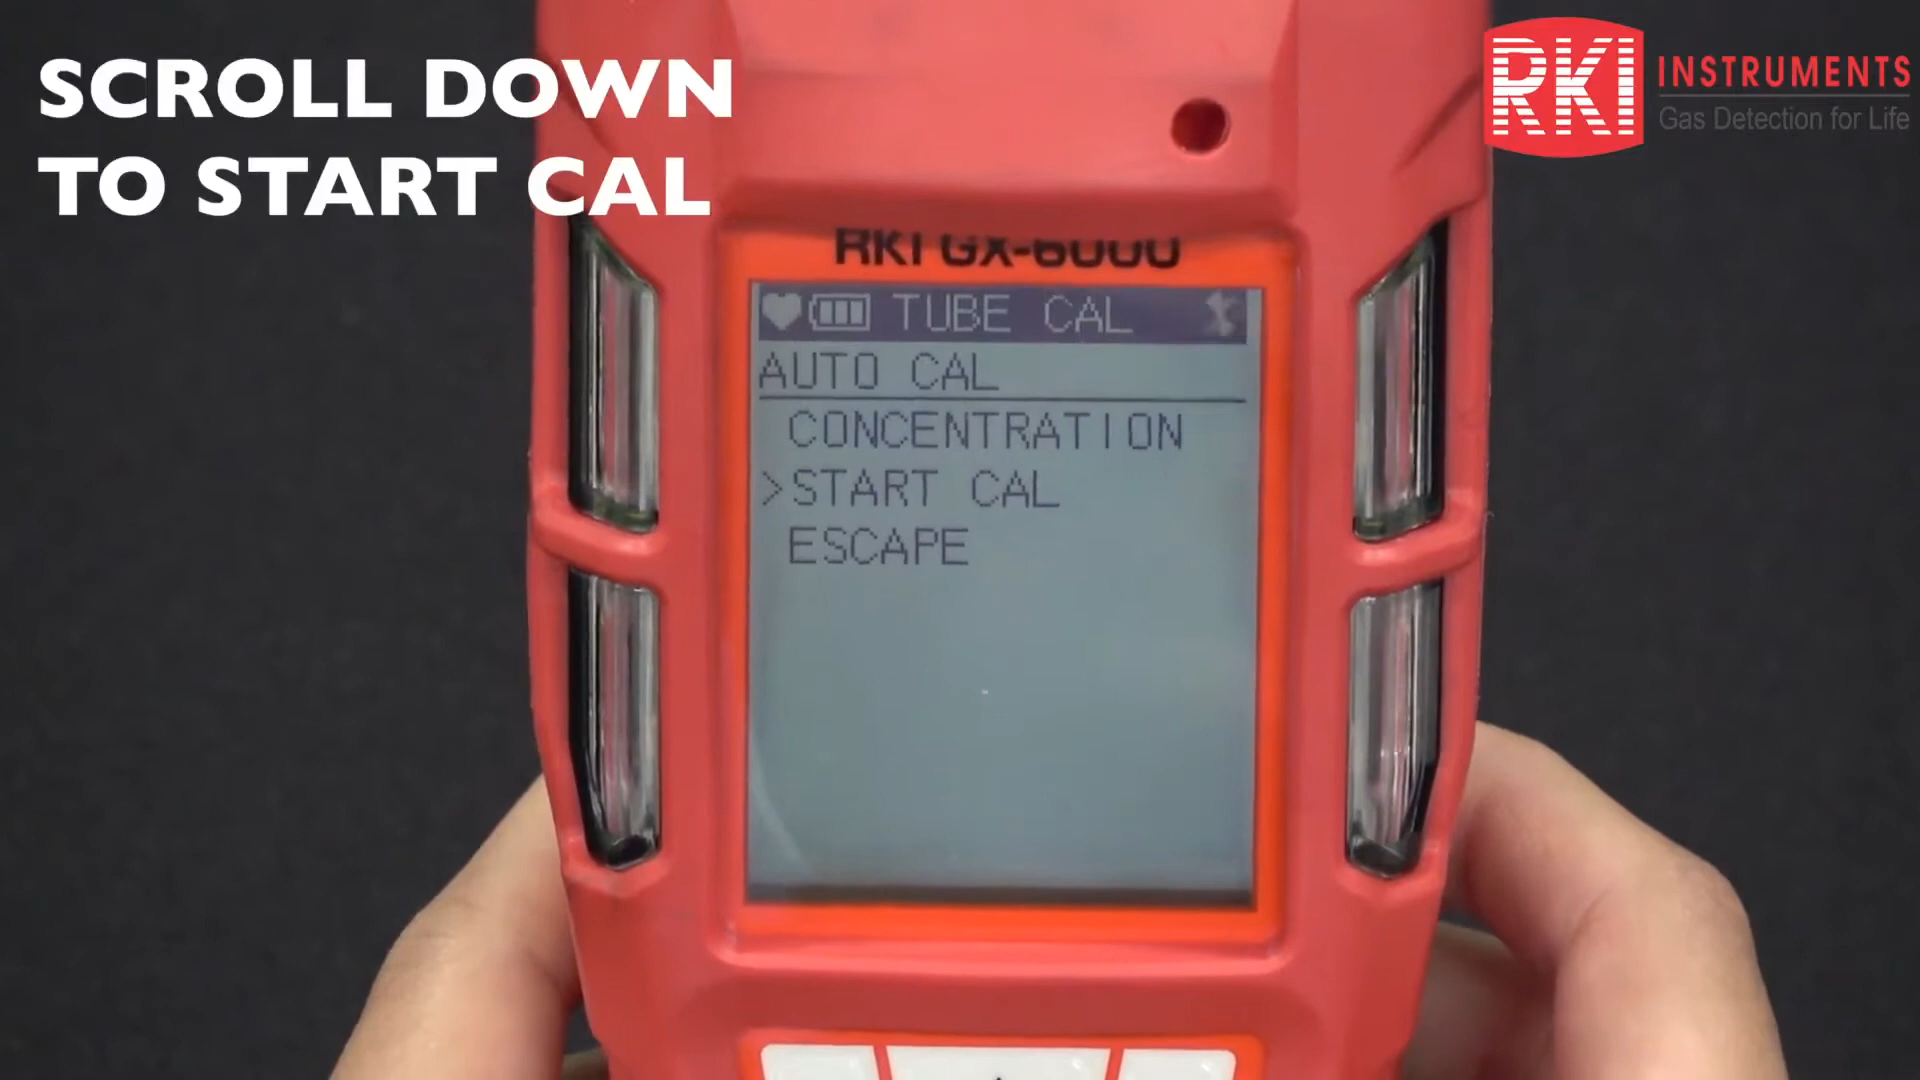 SCROLL DOWN
TO START CAL
RKI INSTRUMENTS
Gas Detection for Life
RKI GX-6000
TUBE CAL
AUTO CAL
CONCENTRATION
>START CAL
ESCAPE